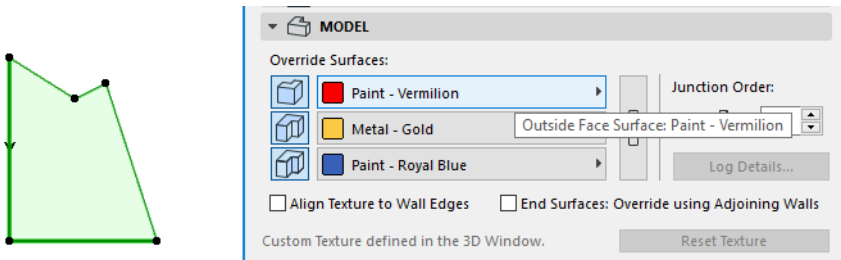 MODEL
Override Surfaces:
Paint - Vermilion
Junction Order:
Metal - Gold
Outside Face Surface: Paint - Vermilion
Paint - Royal Blue
Log Details...
Align Texture to Wall Edges
End Surfaces: Override using Adjoining Walls
Custom Texture defined in the 3D Window.
Reset Texture